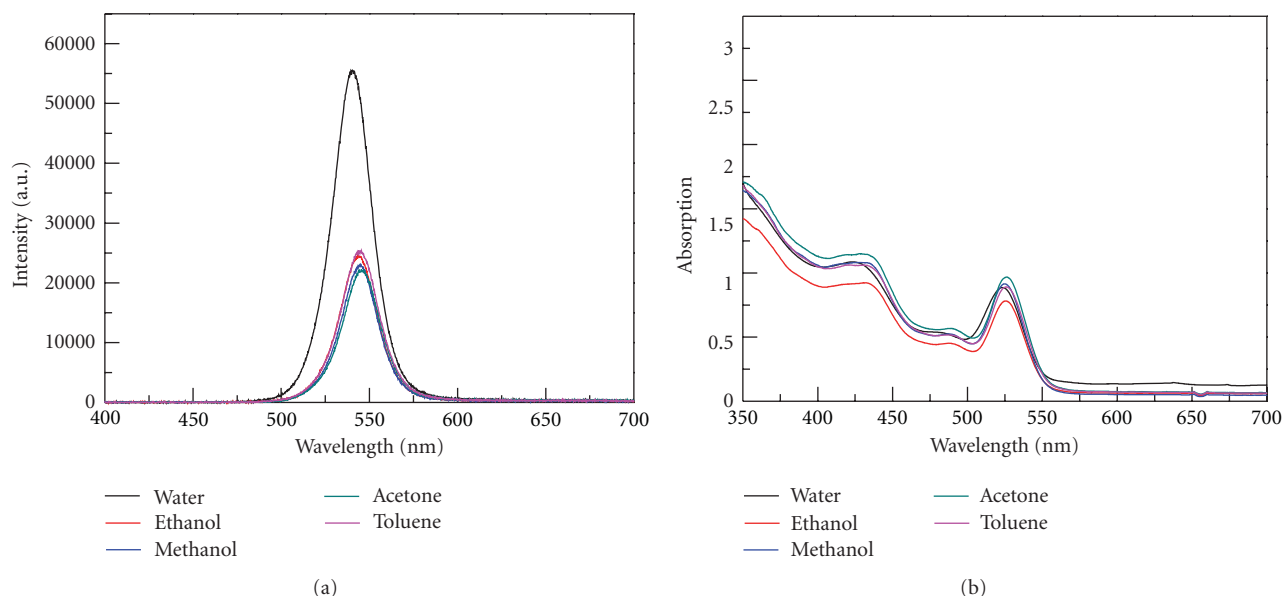 60000
50000
40000
30000
20000
10000
0
Intensity (a.u.)
400 450 500 550 600 650 700
Wavelength (nm)
Water
Ethanol
Methanol
Acetone
Toluene
(a)
3
2.5
2
1.5
1
0.5
0
Absorption
350 400 450 500 550 600 650 700
Wavelength (nm)
Water
Ethanol
Methanol
Acetone
Toluene
(b)